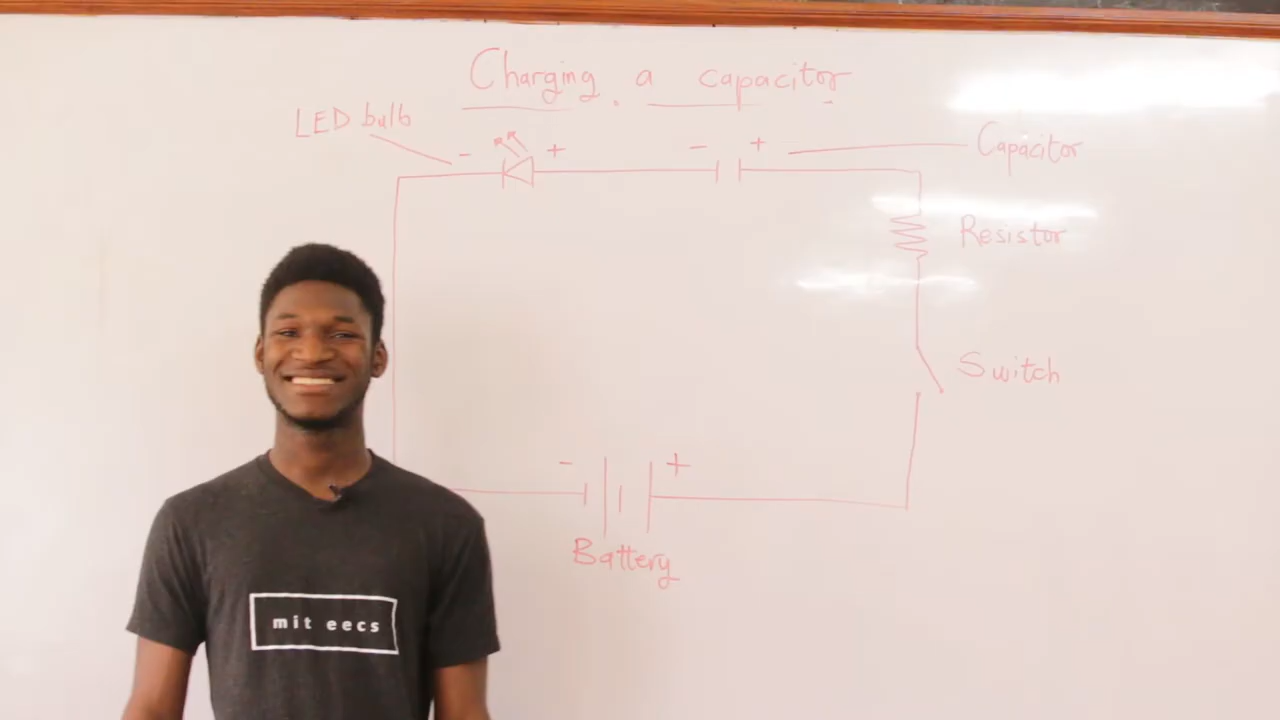 Charging a capacitor
LED bulb
- +
- +
Capacitor
Resistor
Switch
- +
Battery
mit eecs